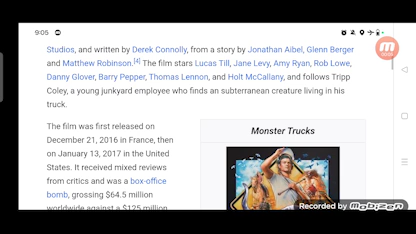 9:05
Studios, and written by Derek Connolly, from a story by Jonathan Aibel, Glenn Berger
and Matthew Robinson.[4] The film stars Lucas Till, Jane Levy, Amy Ryan, Rob Lowe,
Danny Glover, Barry Pepper, Thomas Lennon, and Holt McCallany, and follows Tripp
Coley, a young junkyard employee who finds an subterranean creature living in his
truck.
The film was first released on
December 21, 2016 in France, then
on January 13, 2017 in the United
States. It received mixed reviews
from critics and was a box-office
bomb, grossing $64.5 million
worldwide against a $125 million
Monster Trucks
Recorded by Mobizen